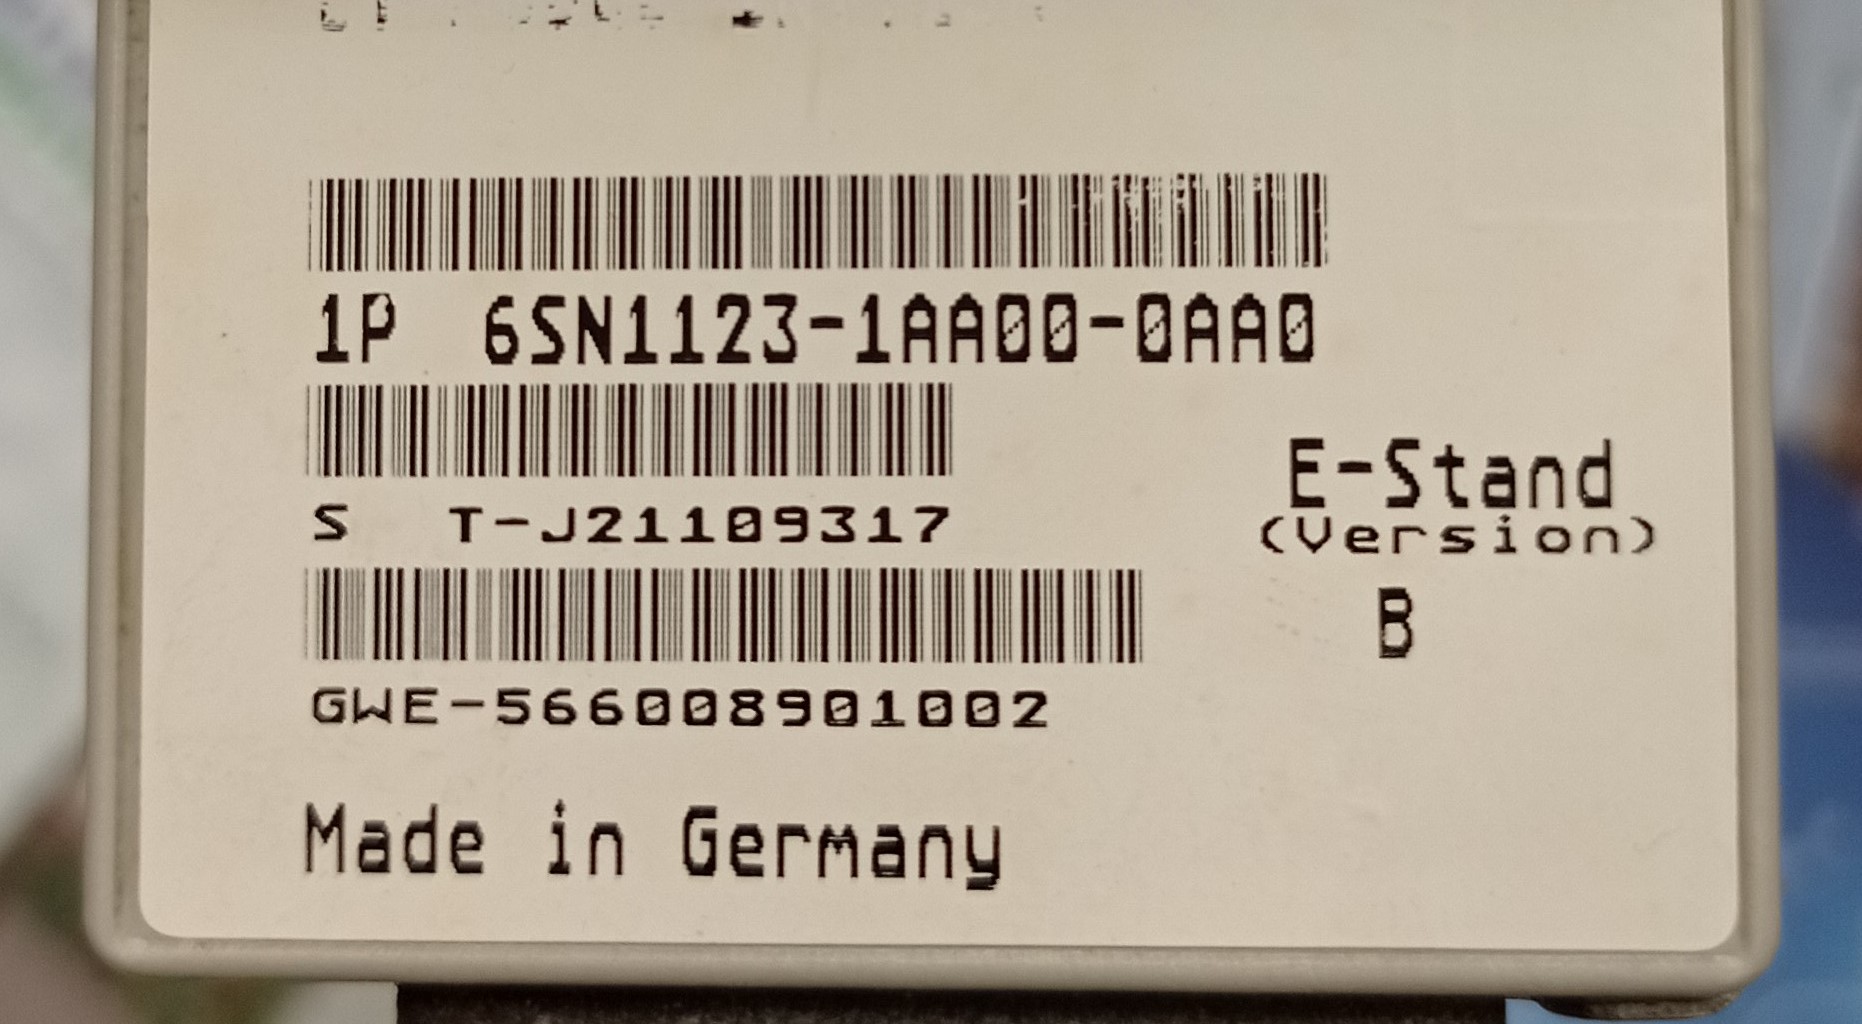 1P 6SN1123-1AA00-0AA0
S T-J21109317
E-Stand
(Version)
B
GWE-566008901002
Made in Germany